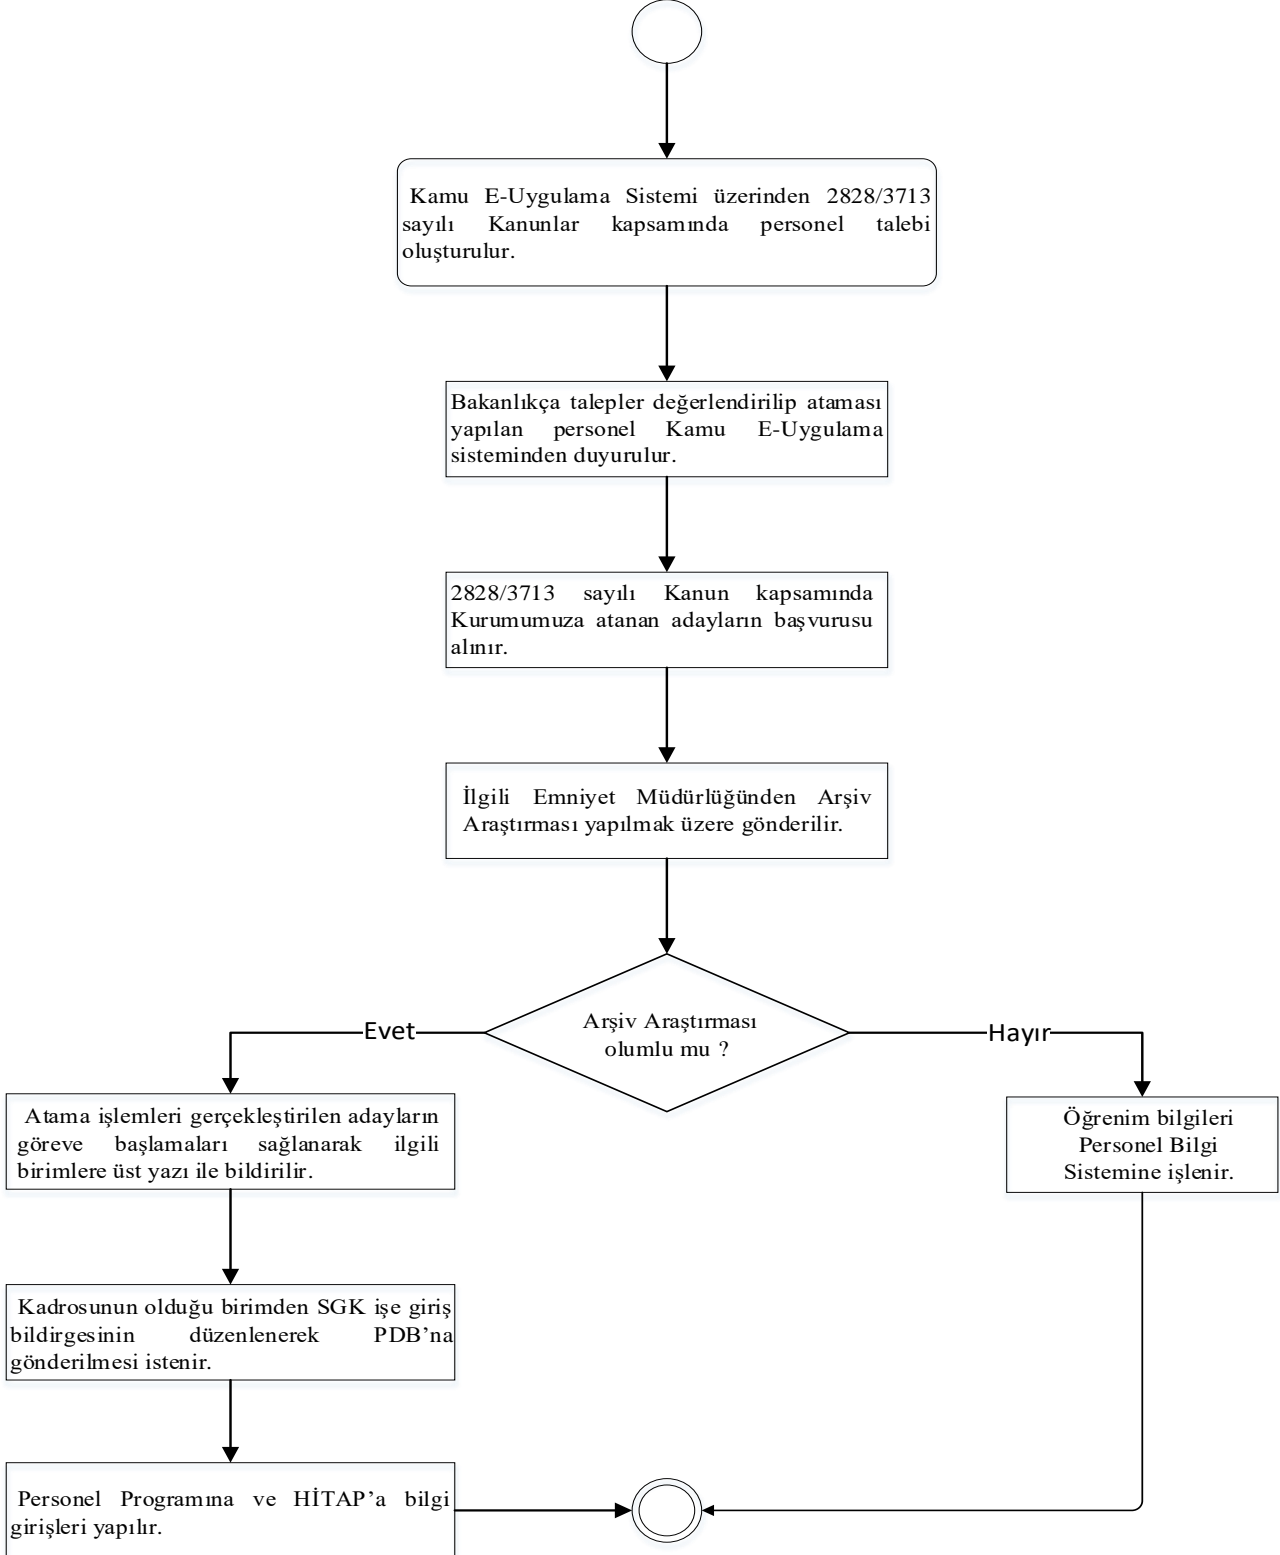 Kamu E-Uygulama Sistemi üzerinden 2828/3713
sayılı Kanunlar kapsamında personel talebi
oluşturulur.
Bakanlıkça talepler değerlendirilip ataması
yapılan personel Kamu E-Uygulama
sisteminden duyurulur.
2828/3713 sayılı Kanun kapsamında
Kurumumuza atanan adayların başvurusu
alınır.
İlgili Emniyet Müdürlüğünden Arşiv
Araştırması yapılmak üzere gönderilir.
Arşiv Araştırması
olumlu mu ?
Evet
Hayır
Atama işlemleri gerçekleştirilen adayların
göreve başlamaları sağlanarak ilgili
birimlere üst yazı ile bildirilir.
Öğrenim bilgileri
Personel Bilgi
Sistemine işlenir.
Kadrosunun olduğu birimden SGK işe giriş
bildirgesinin düzenlenerek PDB’na
gönderilmesi istenir.
Personel Programına ve HİTAP’a bilgi
girişleri yapılır.